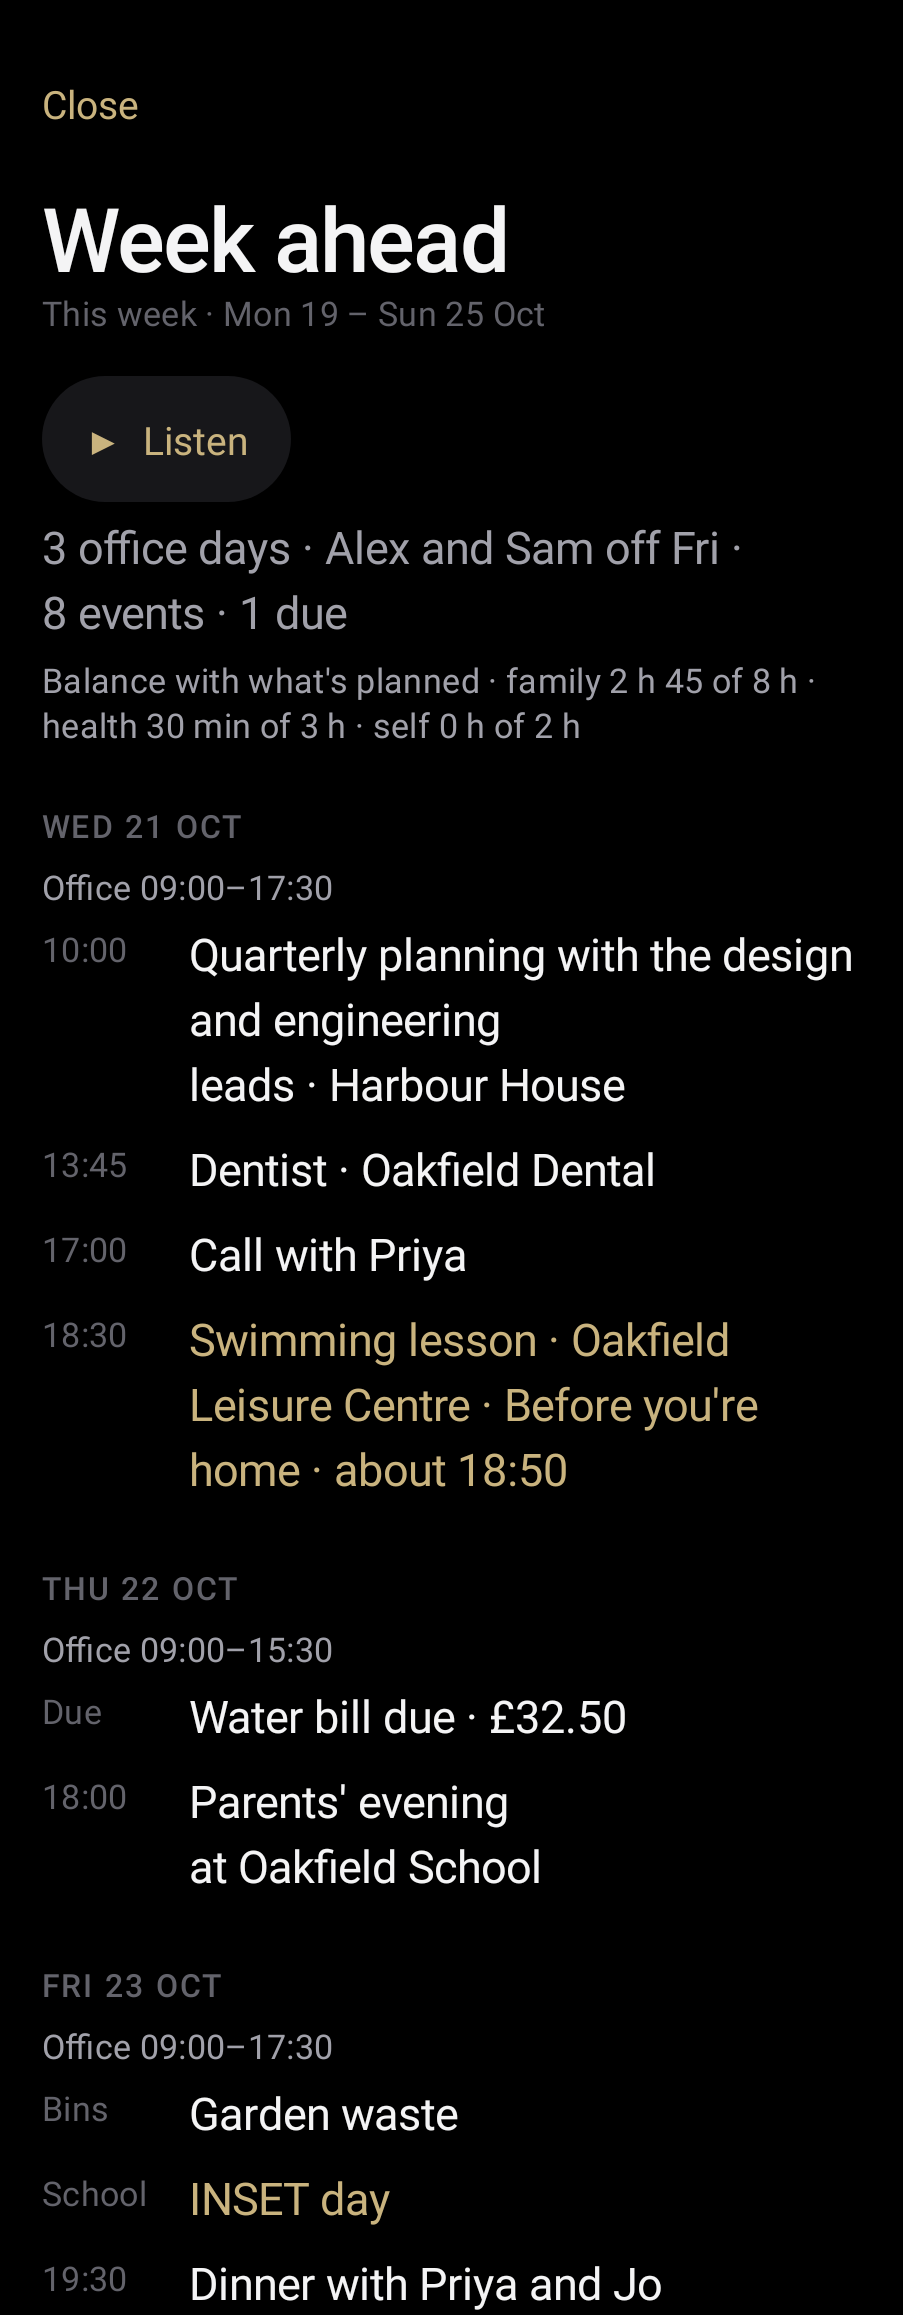 Close
Week ahead
This week · Mon 19 – Sun 25 Oct
► Listen
3 office days · Alex and Sam off Fri ·
8 events · 1 due
Balance with what's planned · family 2 h 45 of 8 h ·
health 30 min of 3 h · self 0 h of 2 h
WED 21 OCT
Office 09:00–17:30
10:00 Quarterly planning with the design
and engineering
leads · Harbour House
13:45 Dentist · Oakfield Dental
17:00 Call with Priya
18:30 Swimming lesson · Oakfield
Leisure Centre · Before you're
home · about 18:50
THU 22 OCT
Office 09:00–15:30
Due Water bill due · £32.50
18:00 Parents' evening
at Oakfield School
FRI 23 OCT
Office 09:00–17:30
Bins Garden waste
School INSET day
19:30 Dinner with Priya and Jo